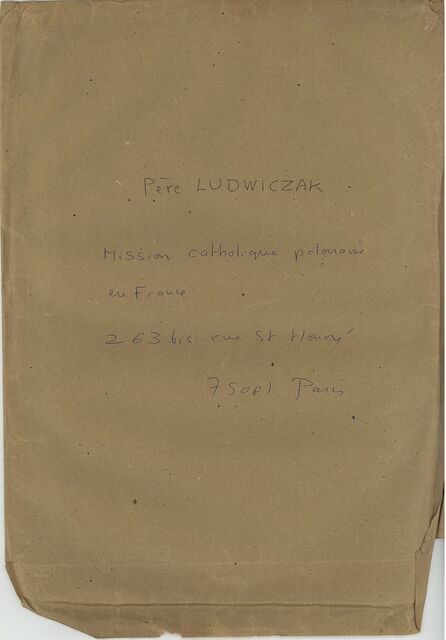 Père LUDWICZAK
Mission catholique polonaise
en France
263 bis rue St Honoré
75001 Paris